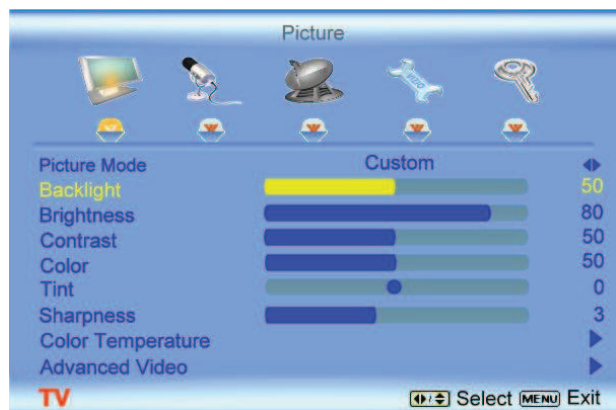 Picture
Picture Mode Custom
Backlight 50
Brightness 80
Contrast 50
Color 50
Tint 0
Sharpness 3
Color Temperature
Advanced Video
TV Select MENU Exit